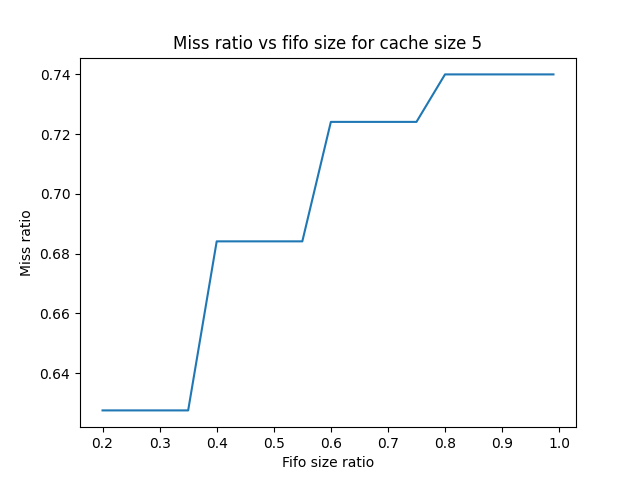 Miss ratio vs fifo size for cache size 5
0.74
0.72
0.70
0.68
0.66
0.64
Miss ratio
0.2 0.3 0.4 0.5 0.6 0.7 0.8 0.9 1.0
Fifo size ratio